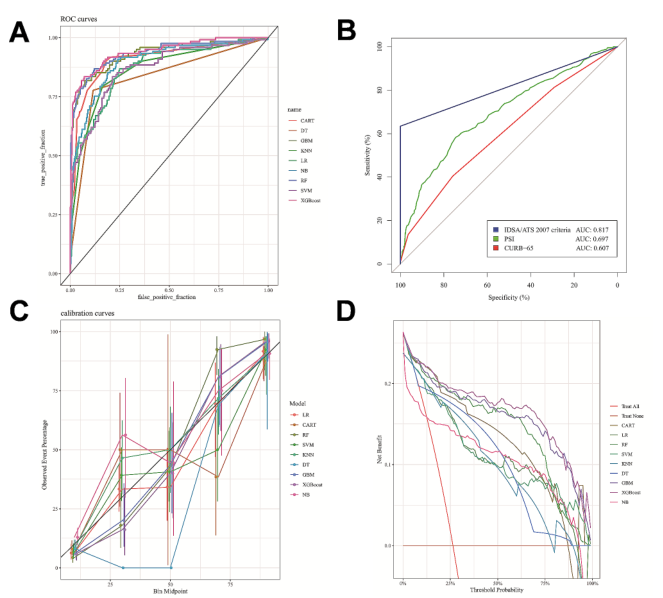 A
ROC curves
true_positive_fraction
1.00
0.75
0.50
0.25
0.00
0.00
0.25
0.50
0.75
1.00
false_positive_fraction
name
CART
DT
GBM
KNN
LR
NB
RF
SVM
XGBoost
B
Sensitivity (%)
100
80
60
40
20
0
IDSA/ATS 2007 criteria AUC: 0.817
PSI AUC: 0.697
CURB-65 AUC: 0.607
100
80
60
40
20
0
Specificity (%)
C
calibration curves
Observed Event Percentage
100
75
50
25
0
25
50
75
Bin Midpoint
Model
LR
CART
RF
SVM
KNN
DT
GBM
XGBoost
NB
D
Net Benefit
0.2
0.1
0.0
0%
25%
50%
75%
100%
Threshold Probability
Treat All
Treat None
CART
LR
RF
SVM
KNN
DT
GBM
XGBoost
NB